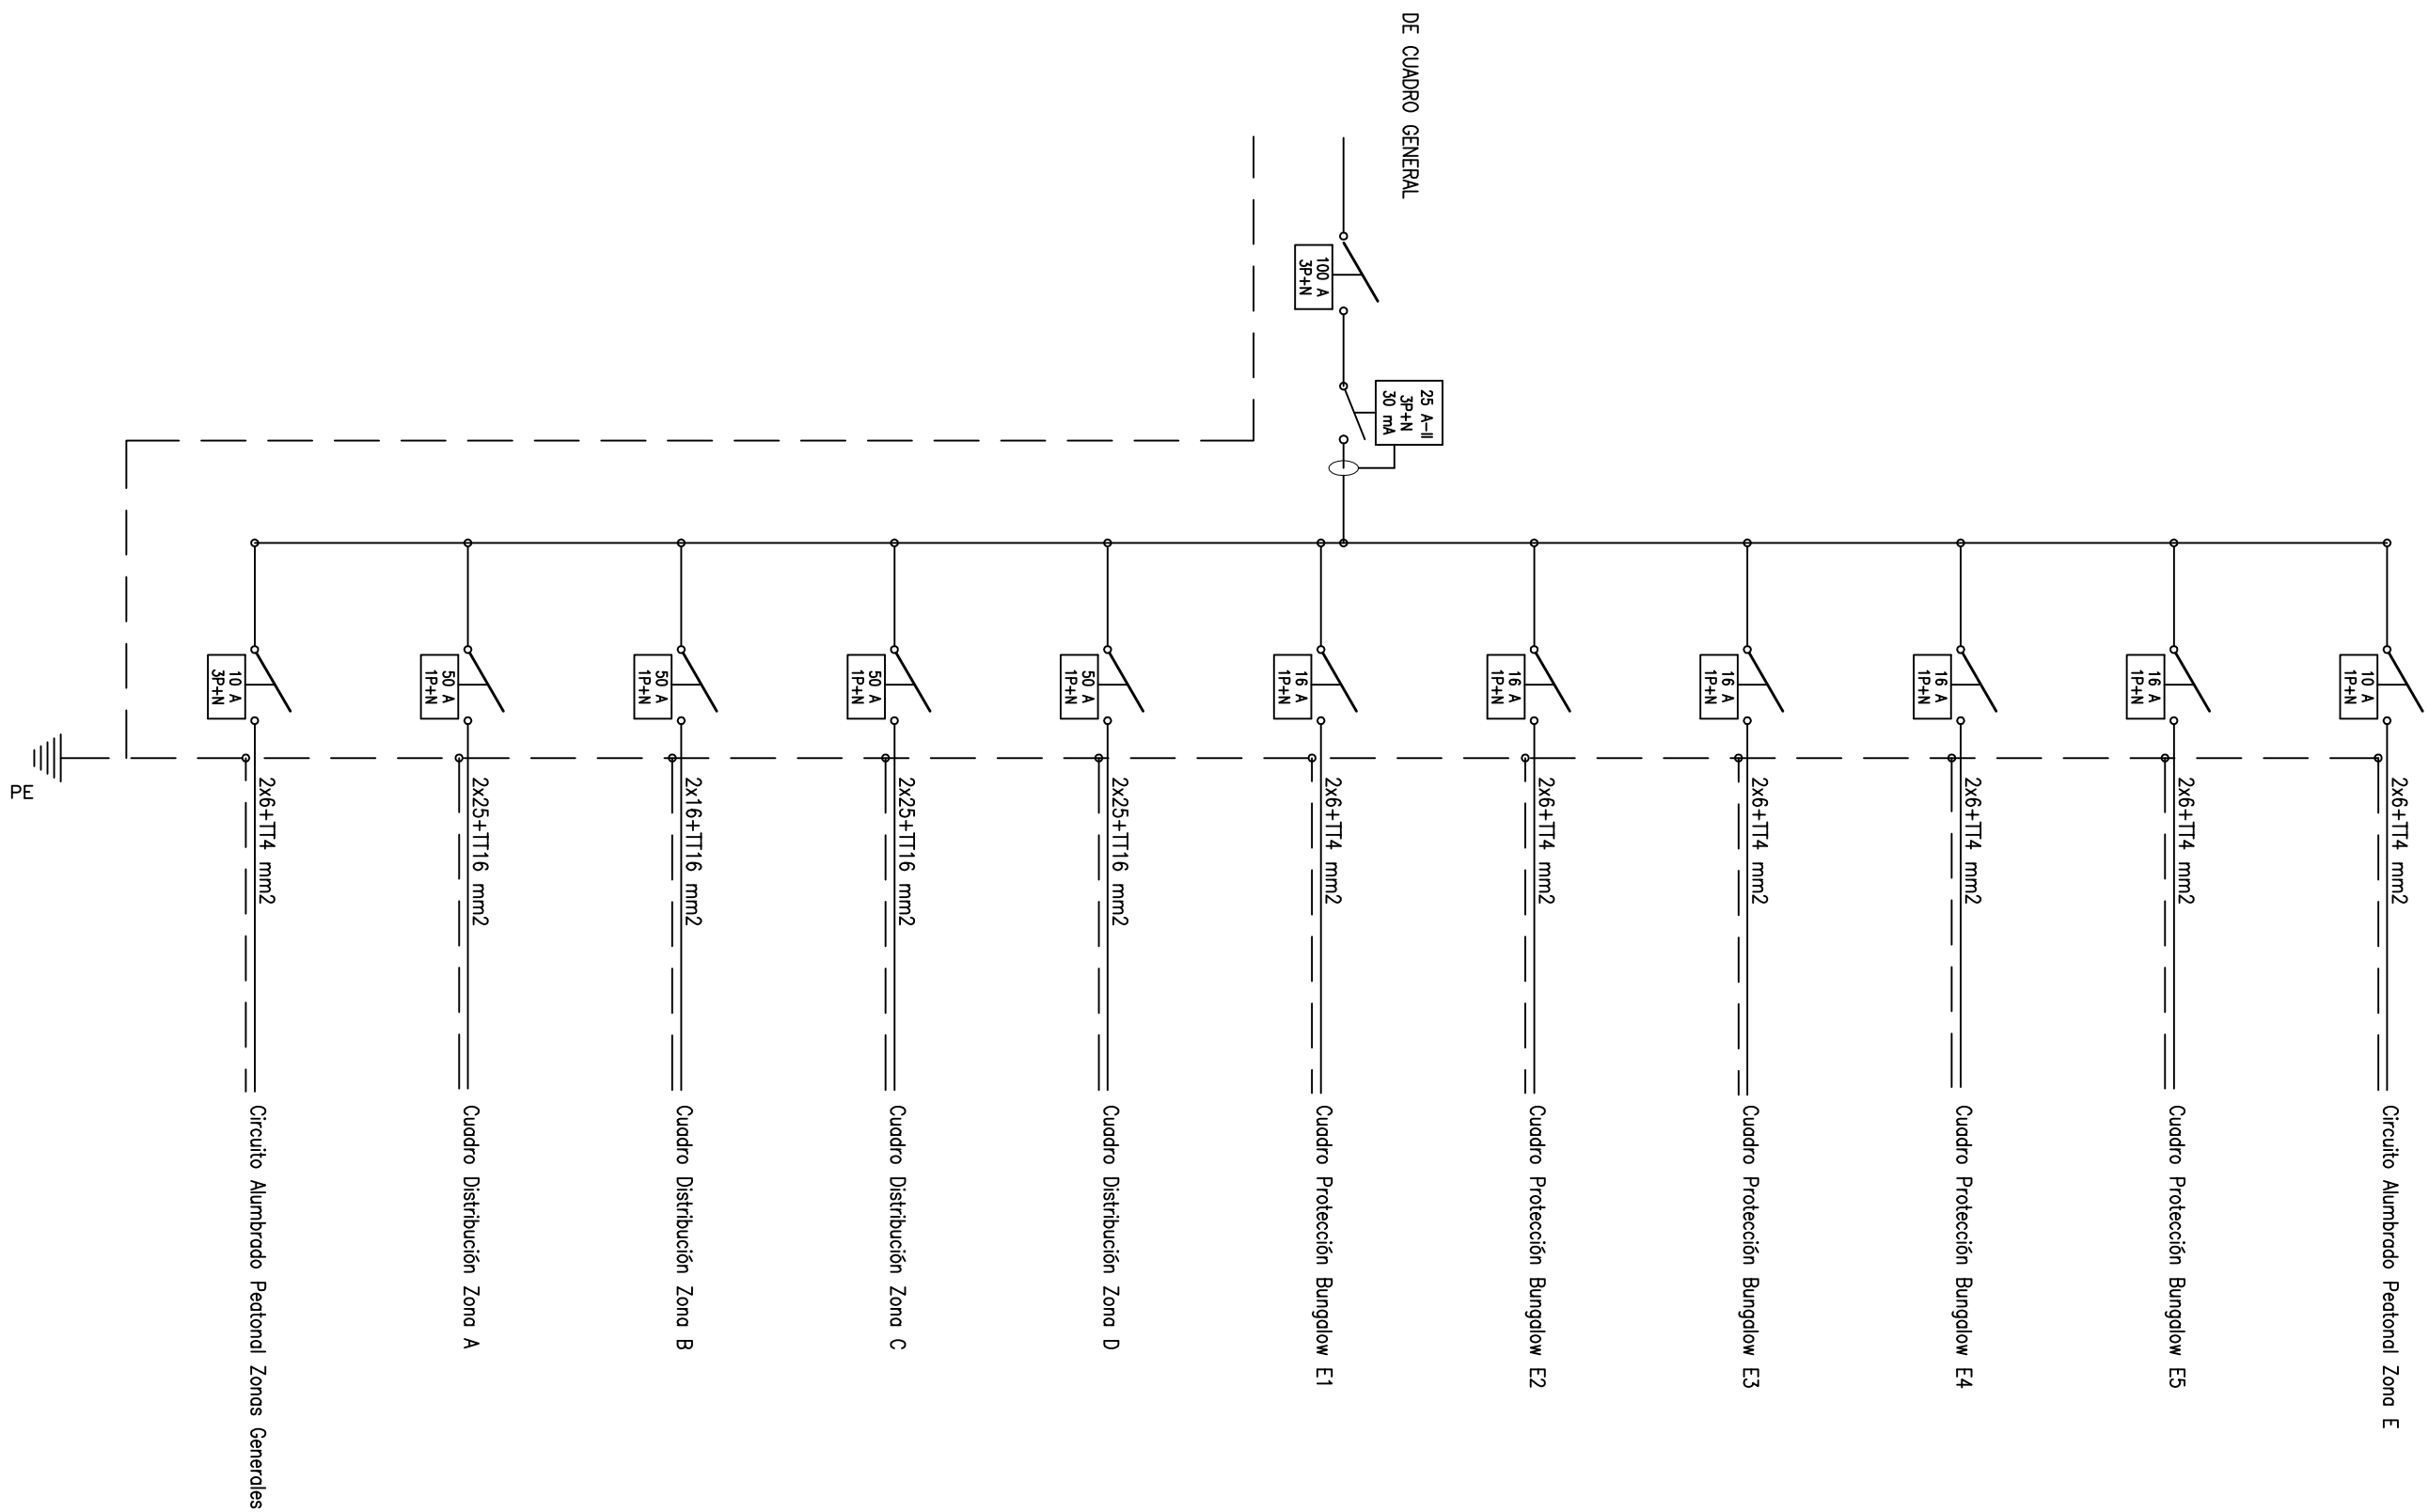 DE CUADRO GENERAL
100 A
3P+N
25 A-II
3P+N
30 mA
10 A
3P+N
50 A
1P+N
50 A
1P+N
50 A
1P+N
50 A
1P+N
16 A
1P+N
16 A
1P+N
16 A
1P+N
16 A
1P+N
16 A
1P+N
10 A
1P+N
PE
2x6+TT4 mm2
2x25+TT16 mm2
2x16+TT16 mm2
2x25+TT16 mm2
2x25+TT16 mm2
2x6+TT4 mm2
2x6+TT4 mm2
2x6+TT4 mm2
2x6+TT4 mm2
2x6+TT4 mm2
2x6+TT4 mm2
Circuito Alumbrado Peatonal Zonas Generales
Cuadro Distribución Zona A
Cuadro Distribución Zona B
Cuadro Distribución Zona C
Cuadro Distribución Zona D
Cuadro Protección Bungalow E1
Cuadro Protección Bungalow E2
Cuadro Protección Bungalow E3
Cuadro Protección Bungalow E4
Cuadro Protección Bungalow E5
Circuito Alumbrado Peatonal Zona E